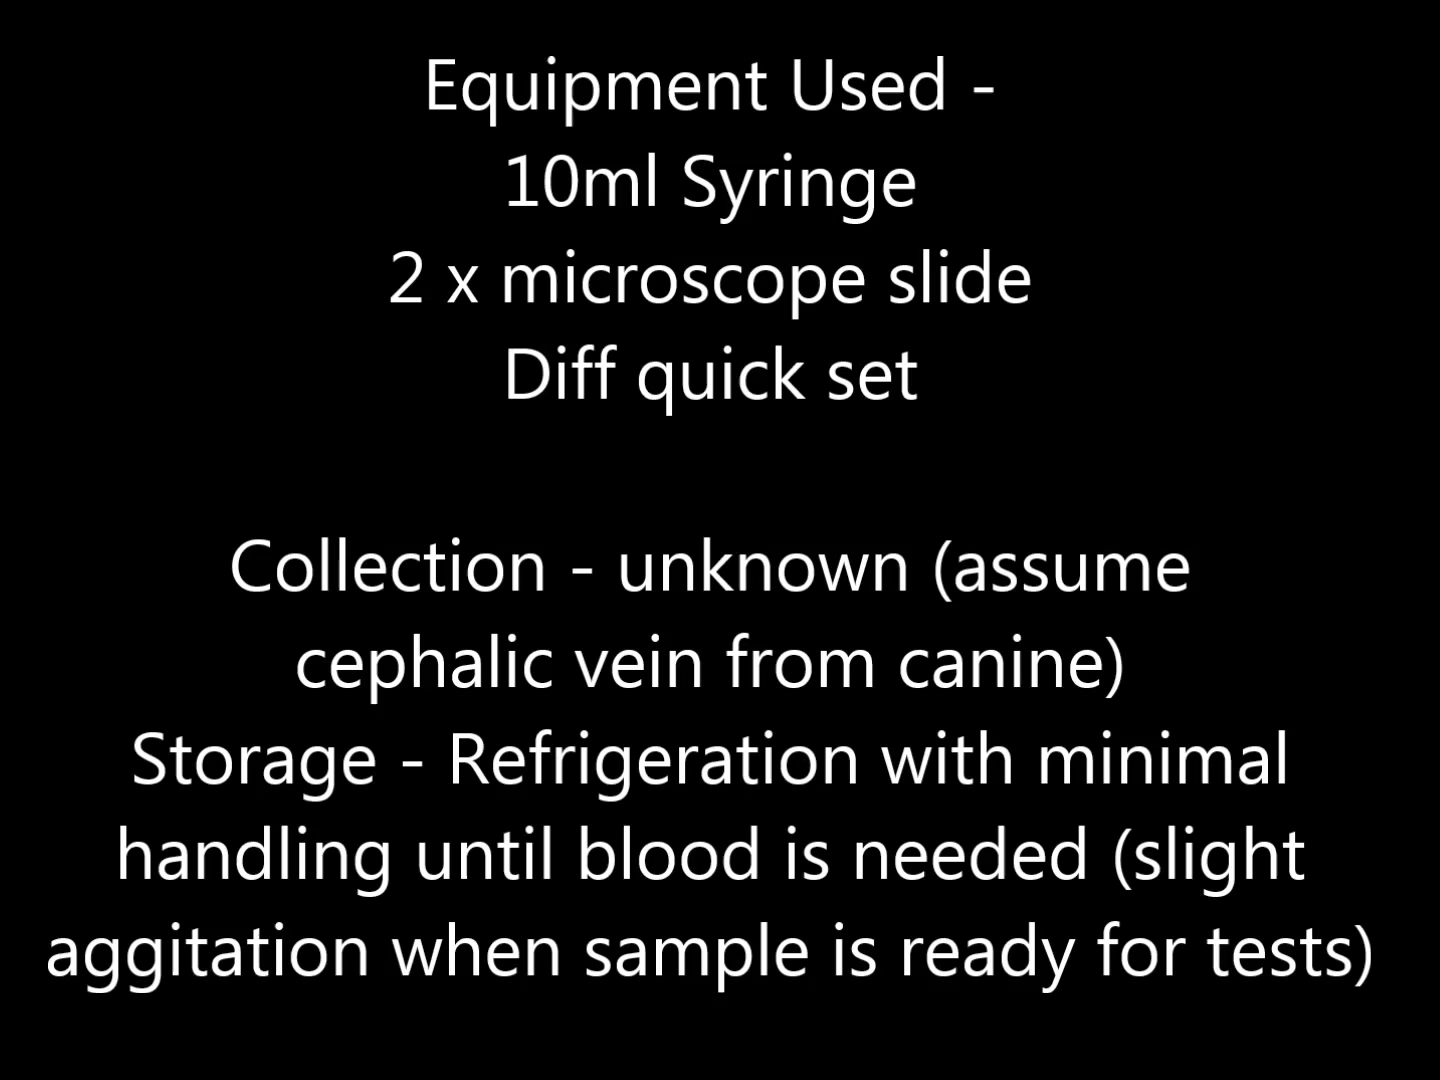 Equipment Used -
10ml Syringe
2 x microscope slide
Diff quick set
Collection - unknown (assume
cephalic vein from canine)
Storage - Refrigeration with minimal
handling until blood is needed (slight
aggitation when sample is ready for tests)